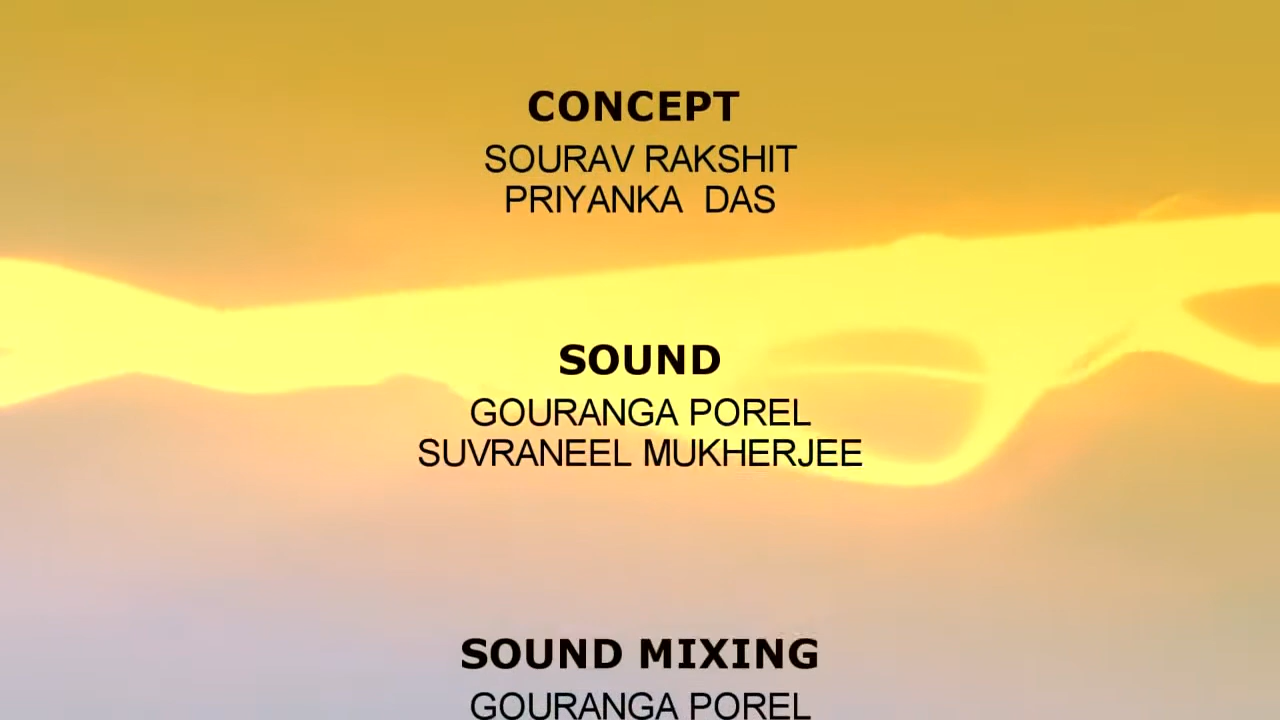 CONCEPT
SOURAV RAKSHIT
PRIYANKA DAS
SOUND
GOURANGA POREL
SUVRANEEL MUKHERJEE
SOUND MIXING
GOURANGA POREL